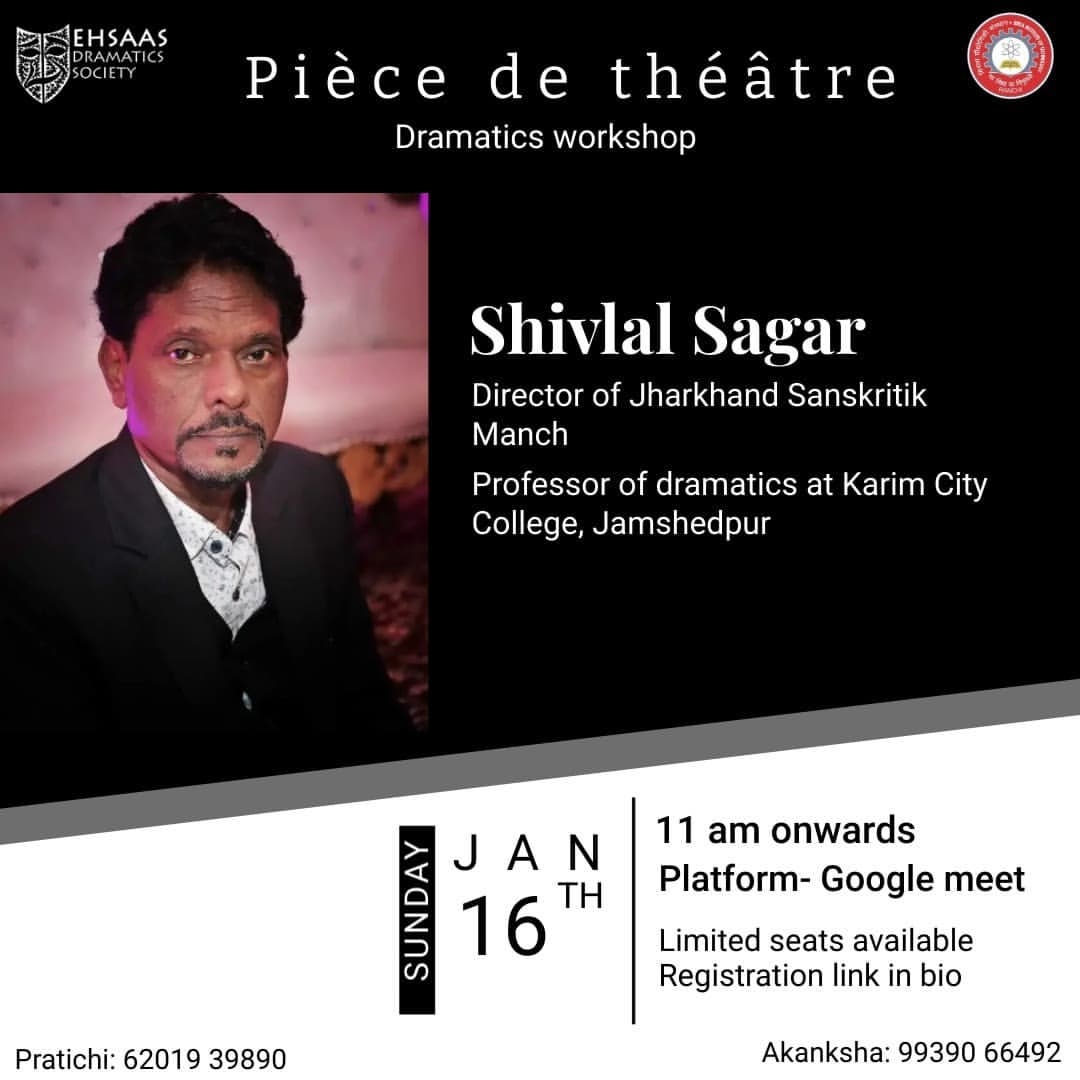 EHSAAS
DRAMATICS
SOCIETY
Pièce de théâtre
Dramatics workshop
RANCHI
Shivlal Sagar
Director of Jharkhand Sanskritik
Manch
Professor of dramatics at Karim City
College, Jamshedpur
SUNDAY
JAN
16TH
11 am onwards
Platform- Google meet
Limited seats available
Registration link in bio
Pratichi: 62019 39890
Akanksha: 99390 66492